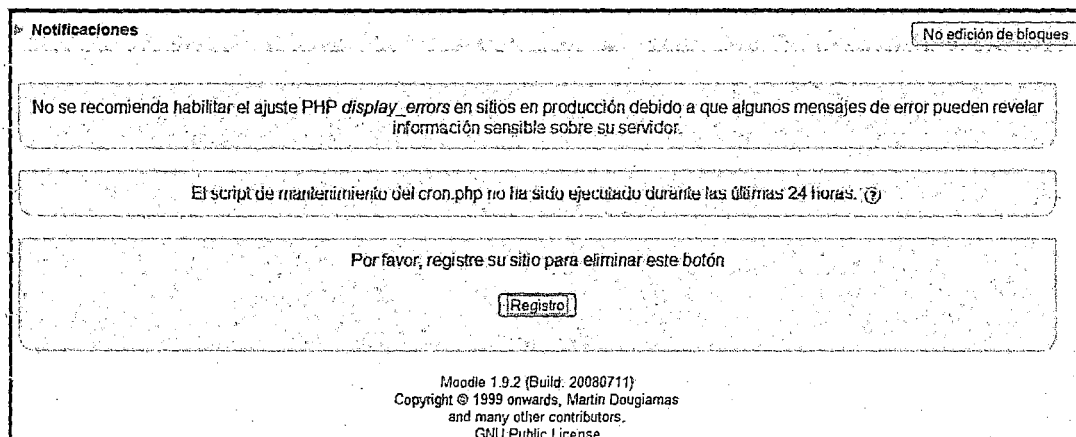 Notificaciones
No edición de bloques
No se recomienda habilitar el ajuste PHP display_errors en sitios en producción debido a que algunos mensajes de error pueden revelar
información sensible sobre su servidor.
El script de mantenimiento del cron.php no ha sido ejecutado durante las últimas 24 horas. (?)
Por favor, registre su sitio para eliminar este botón
Registro
Moodle 1.9.2 (Build: 20080711)
Copyright © 1999 onwards, Martin Dougiamas
and many other contributors.
GNU Public License